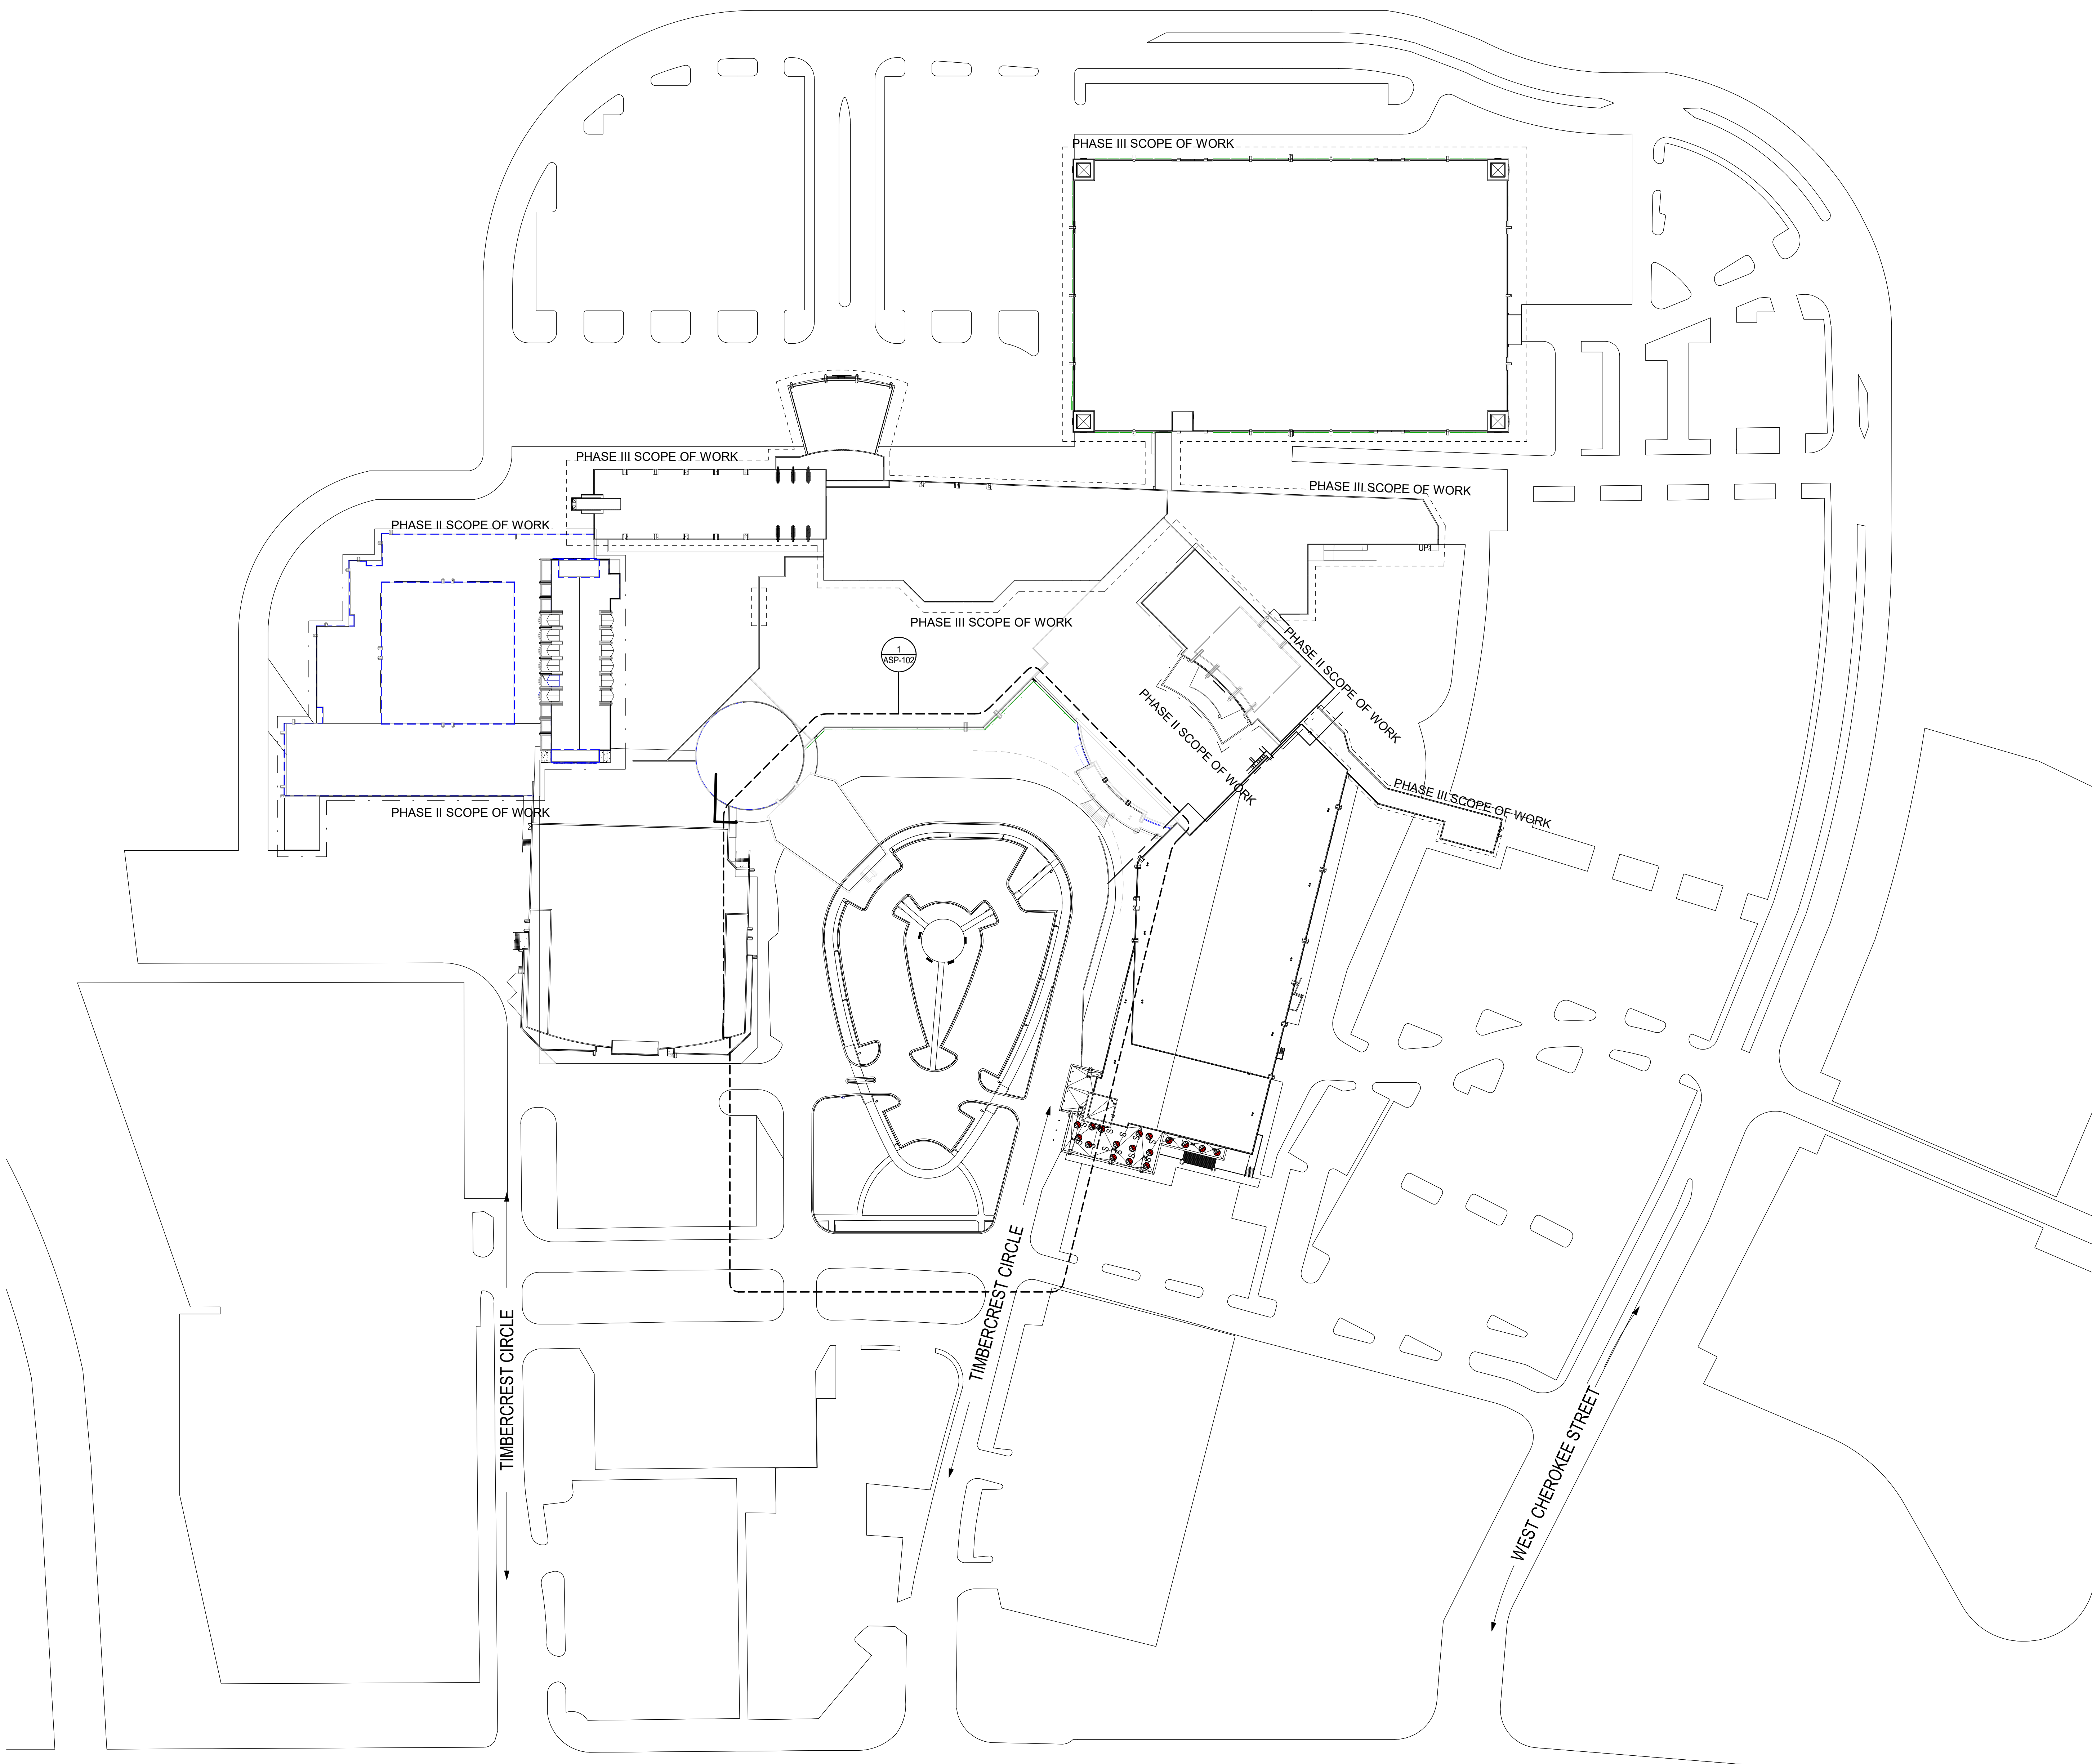 PHASE III SCOPE OF WORK
PHASE III SCOPE OF WORK
PHASE III SCOPE OF WORK
PHASE II SCOPE OF WORK
UP
PHASE III SCOPE OF WORK
PHASE II SCOPE OF WORK
1
ASP-102
PHASE II SCOPE OF WORK
PHASE III SCOPE OF WORK
PHASE II SCOPE OF WORK
S
S
S
S
S
S
S
S
S
TIMBERCREST CIRCLE
TIMBERCREST CIRCLE
WEST CHEROKEE STREET